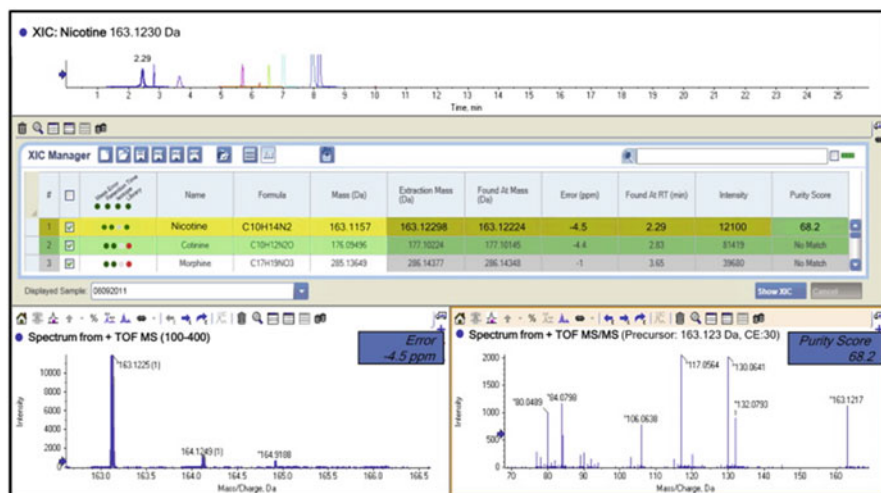 XIC: Nicotine 163.1230 Da
2.29
1 2 3 4 5 6 7 8 9 10 11 12 13 14 15 16 17 18 19 20 21 22 23 24 25
Time, min
XIC Manager
Mass Error
Retention Time
Isotope
Library
# Name Formula Mass (Da) Extraction Mass (Da) Found At Mass (Da) Error (ppm) Found At RT (min) Intensity Purity Score
1 Nicotine C10H14N2 163.1157 163.12298 163.12224 -4.5 2.29 12100 68.2
2 Cotinine C10H12N2O 176.09496 177.10224 177.10145 -4.4 2.83 81419 No Match
3 Morphine C17H19NO3 285.13649 286.14377 286.14348 -1 3.65 39680 No Match
Displayed Sample: 06092011
Show XIC Cancel
Spectrum from + TOF MS (100-400)
Error
-4.5 ppm
Intensity
10000
8000
6000
4000
2000
0
*163.1225 (1)
164.1249 (1)
*164.9188
163.0 163.5 164.0 164.5 165.0 165.5 166.0 166.5
Mass/Charge, Da
Spectrum from + TOF MS/MS (Precursor: 163.123 Da, CE:30)
Purity Score
68.2
Intensity
2000
1500
1000
500
0
*80.0489
*84.0798
*106.0638
*117.0564
*130.0641
*132.0793
*163.1217
70 80 90 100 110 120 130 140 150 160
Mass/Charge, Da